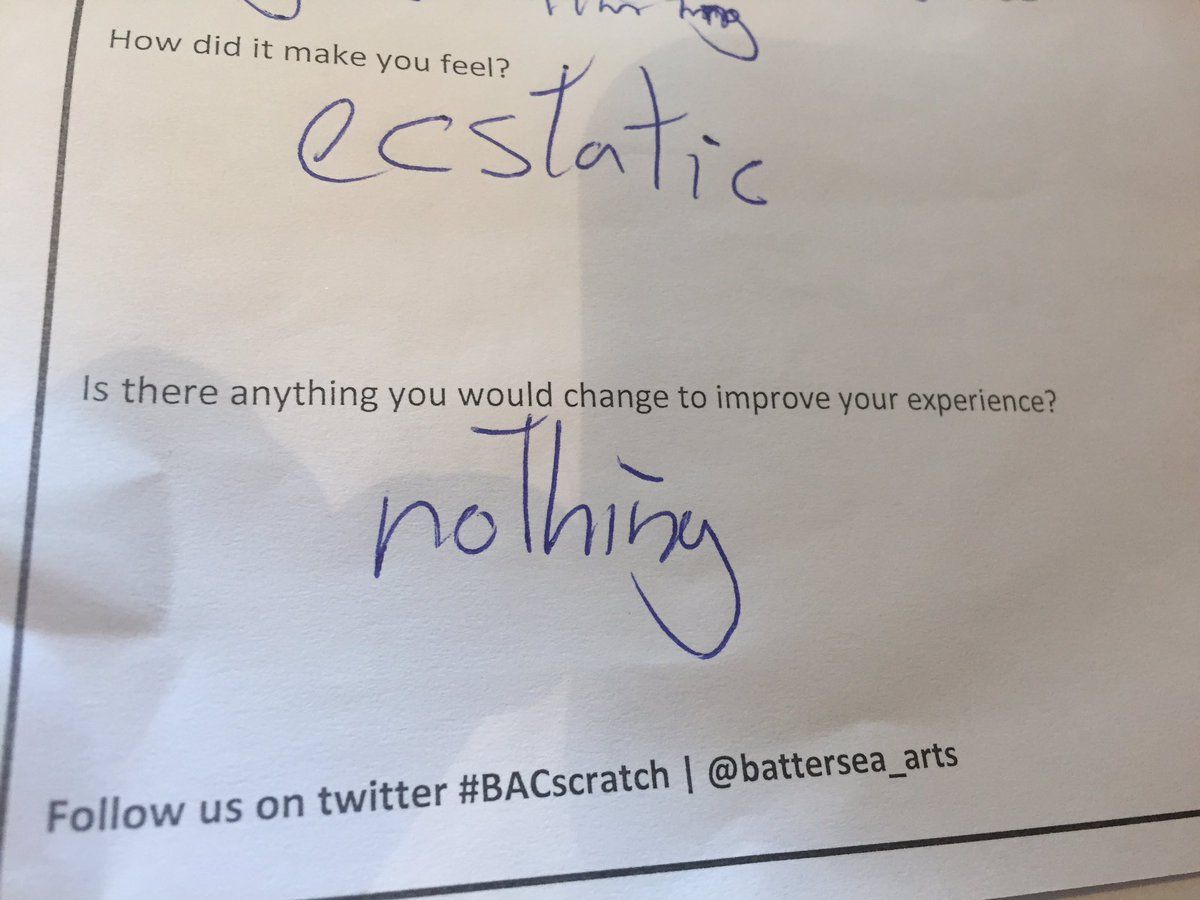 How did it make you feel?
ecstatic
Is there anything you would change to improve your experience?
nothing
Follow us on twitter #BACscratch | @battersea_arts